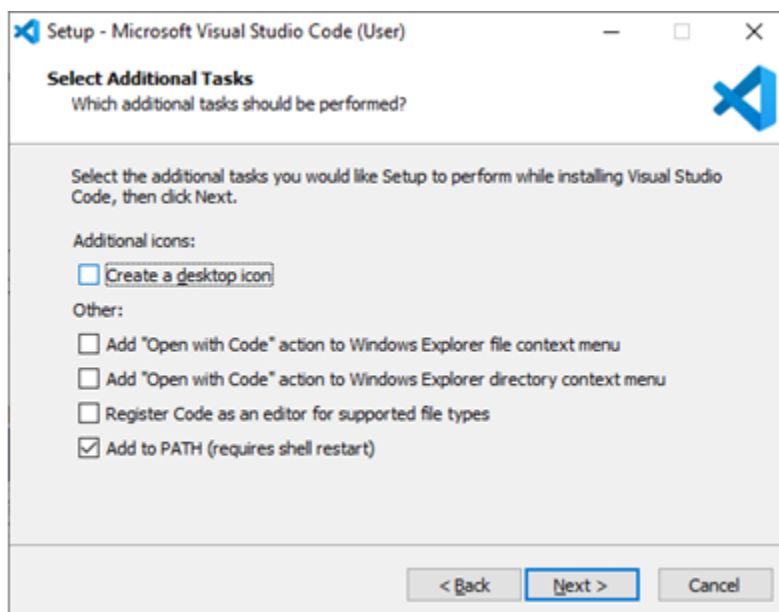 Setup - Microsoft Visual Studio Code (User)
Select Additional Tasks
Which additional tasks should be performed?
Select the additional tasks you would like Setup to perform while installing Visual Studio
Code, then click Next.
Additional icons:
Create a desktop icon
Other:
Add "Open with Code" action to Windows Explorer file context menu
Add "Open with Code" action to Windows Explorer directory context menu
Register Code as an editor for supported file types
Add to PATH (requires shell restart)
< Back Next > Cancel